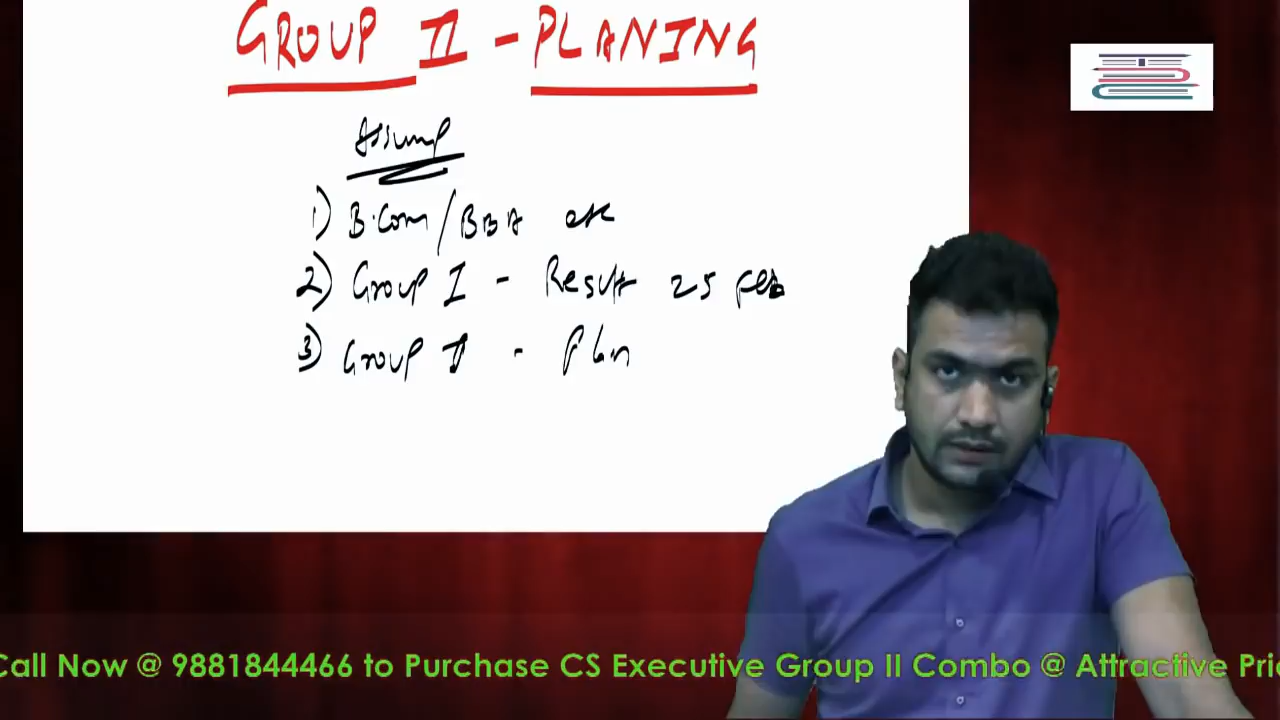 GROUP II - PLANING
Assump
1) B.Com / BBA etc
2) Group I - Result 25 Feb
3) Group II - Plan
Call Now @ 9881844466 to Purchase CS Executive Group II Combo @ Attractive Pri